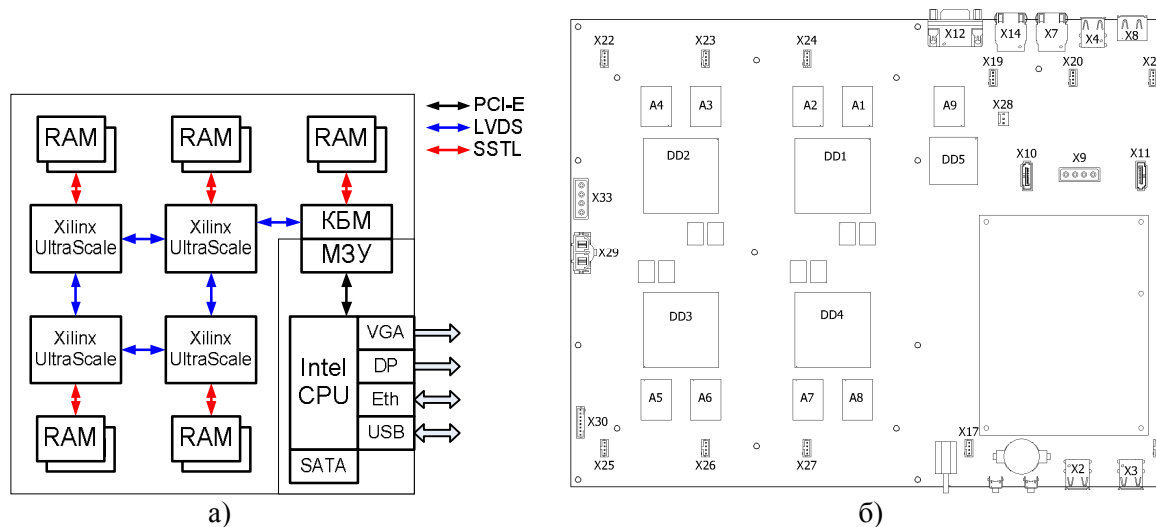 RAM
RAM
RAM
PCI-E
LVDS
SSTL
Xilinx
UltraScale
Xilinx
UltraScale
КБМ
МЗУ
Xilinx
UltraScale
Xilinx
UltraScale
Intel
CPU
VGA
DP
Eth
USB
SATA
RAM
RAM
а)
X12
X14
X7
X4
X8
X22
X23
X24
X19
X20
X28
A4
A3
A2
A1
A9
DD2
DD1
DD5
X10
X9
X11
X33
X29
DD3
DD4
A5
A6
A7
A8
X30
X25
X26
X27
X17
X2
X3
б)